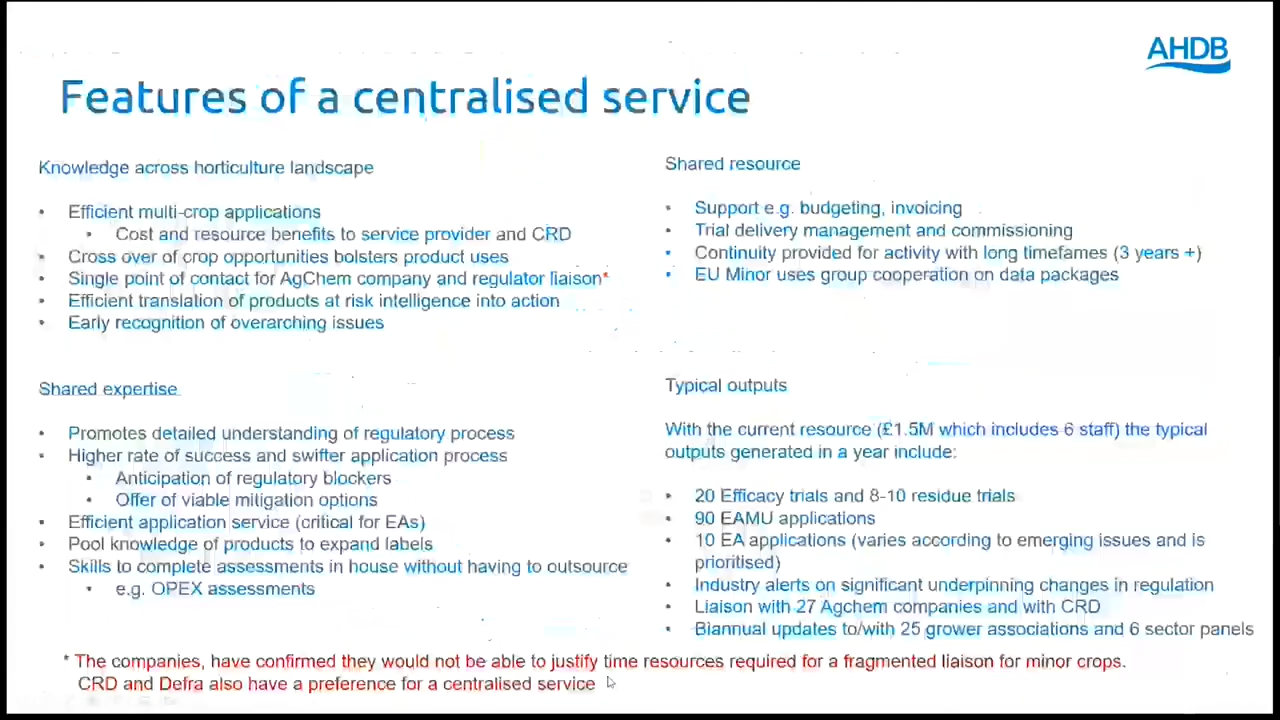 AHDB
Features of a centralised service
Knowledge across horticulture landscape
• Efficient multi-crop applications
• Cost and resource benefits to service provider and CRD
• Cross over of crop opportunities bolsters product uses
• Single point of contact for AgChem company and regulator liaison*
• Efficient translation of products at risk intelligence into action
• Early recognition of overarching issues
Shared resource
• Support e.g. budgeting, invoicing
• Trial delivery management and commissioning
• Continuity provided for activity with long timeframes (3 years +)
• EU Minor uses group cooperation on data packages
Shared expertise
• Promotes detailed understanding of regulatory process
• Higher rate of success and swifter application process
• Anticipation of regulatory blockers
• Offer of viable mitigation options
• Efficient application service (critical for EAs)
• Pool knowledge of products to expand labels
• Skills to complete assessments in house without having to outsource
• e.g. OPEX assessments
Typical outputs
With the current resource (£1.5M which includes 6 staff) the typical
outputs generated in a year include:
• 20 Efficacy trials and 8-10 residue trials
• 90 EAMU applications
• 10 EA applications (varies according to emerging issues and is
prioritised)
• Industry alerts on significant underpinning changes in regulation
• Liaison with 27 Agchem companies and with CRD
• Biannual updates to/with 25 grower associations and 6 sector panels
* The companies, have confirmed they would not be able to justify time resources required for a fragmented liaison for minor crops.
CRD and Defra also have a preference for a centralised service